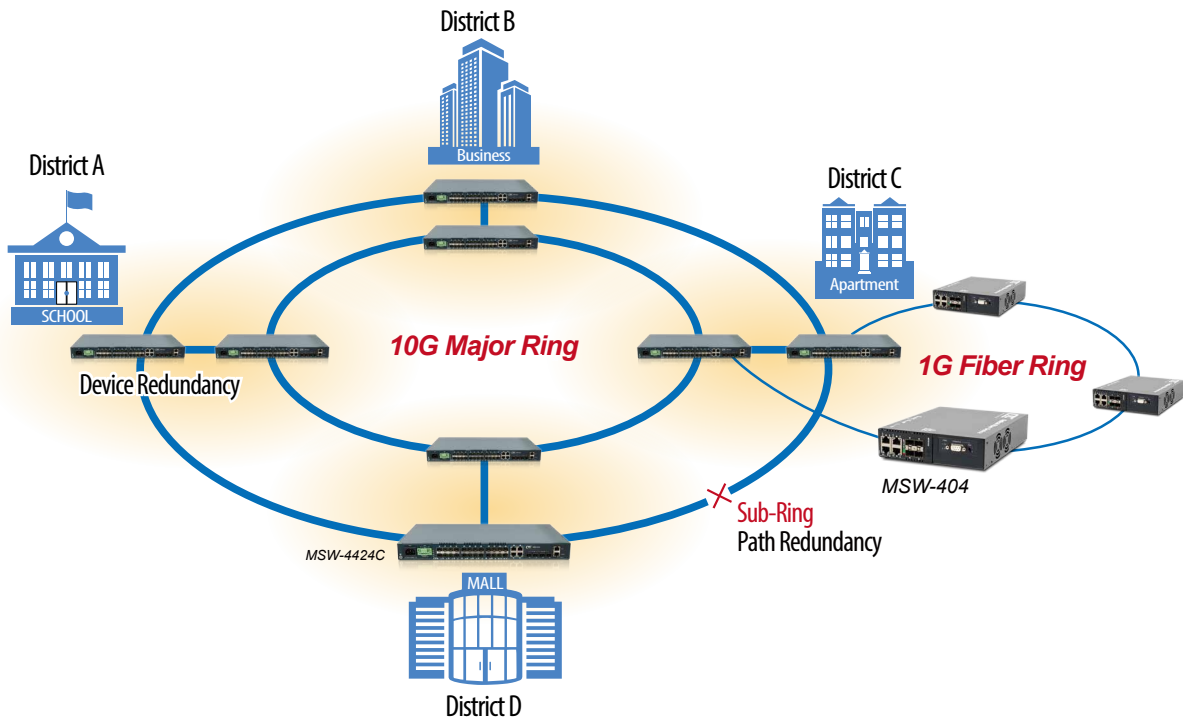 District B
Business
District A
SCHOOL
District C
Apartment
10G Major Ring
1G Fiber Ring
Device Redundancy
MSW-404
Sub-Ring
Path Redundancy
MSW-4424C
MALL
District D